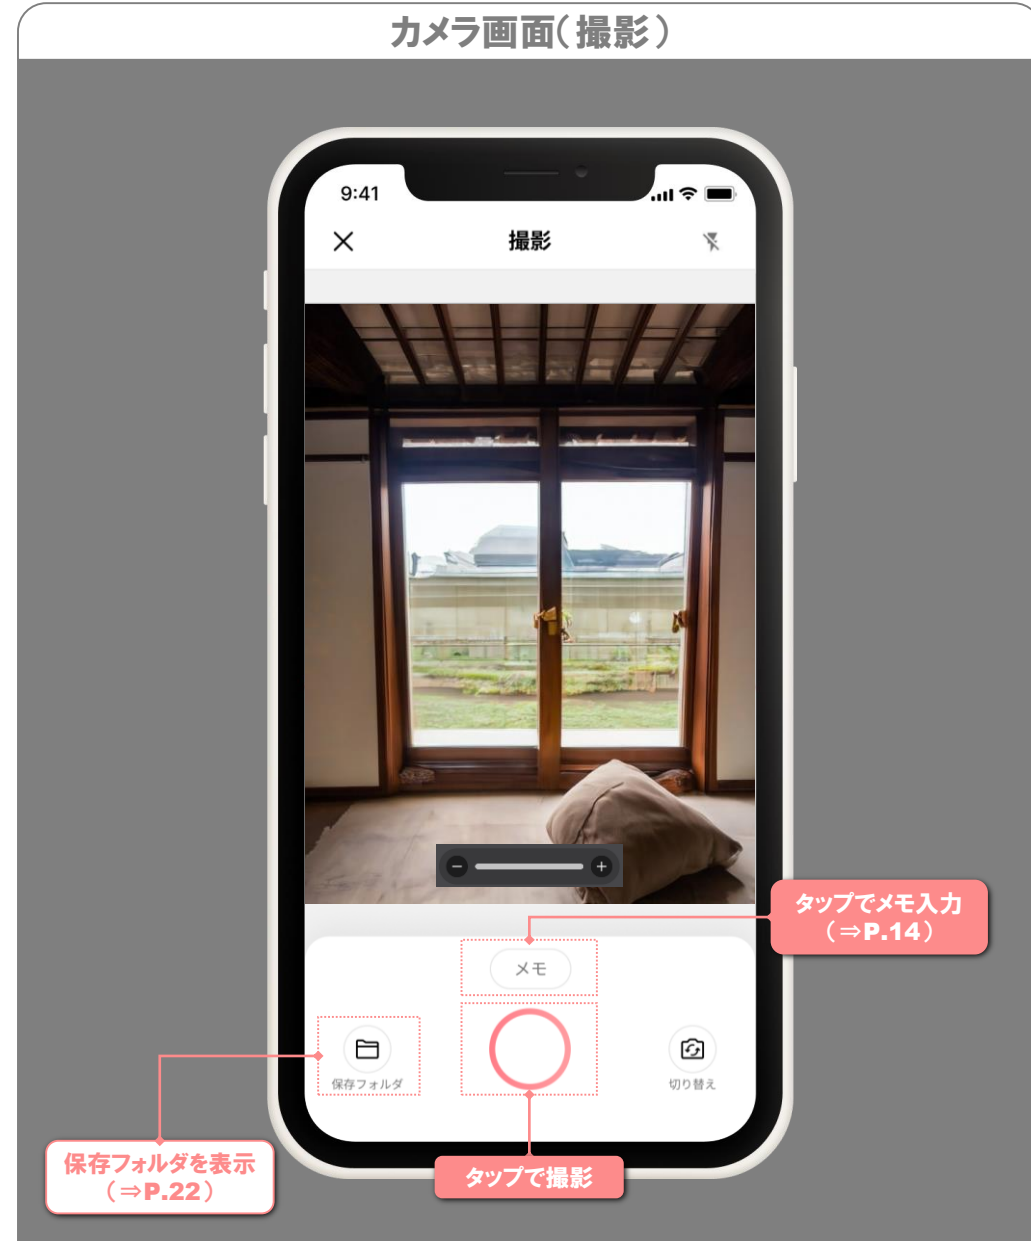 カメラ画面(撮影)
9:41
撮影
タップでメモ入力
(⇒P.14)
メモ
保存フォルダ
切り替え
保存フォルダを表示
(⇒P.22)
タップで撮影